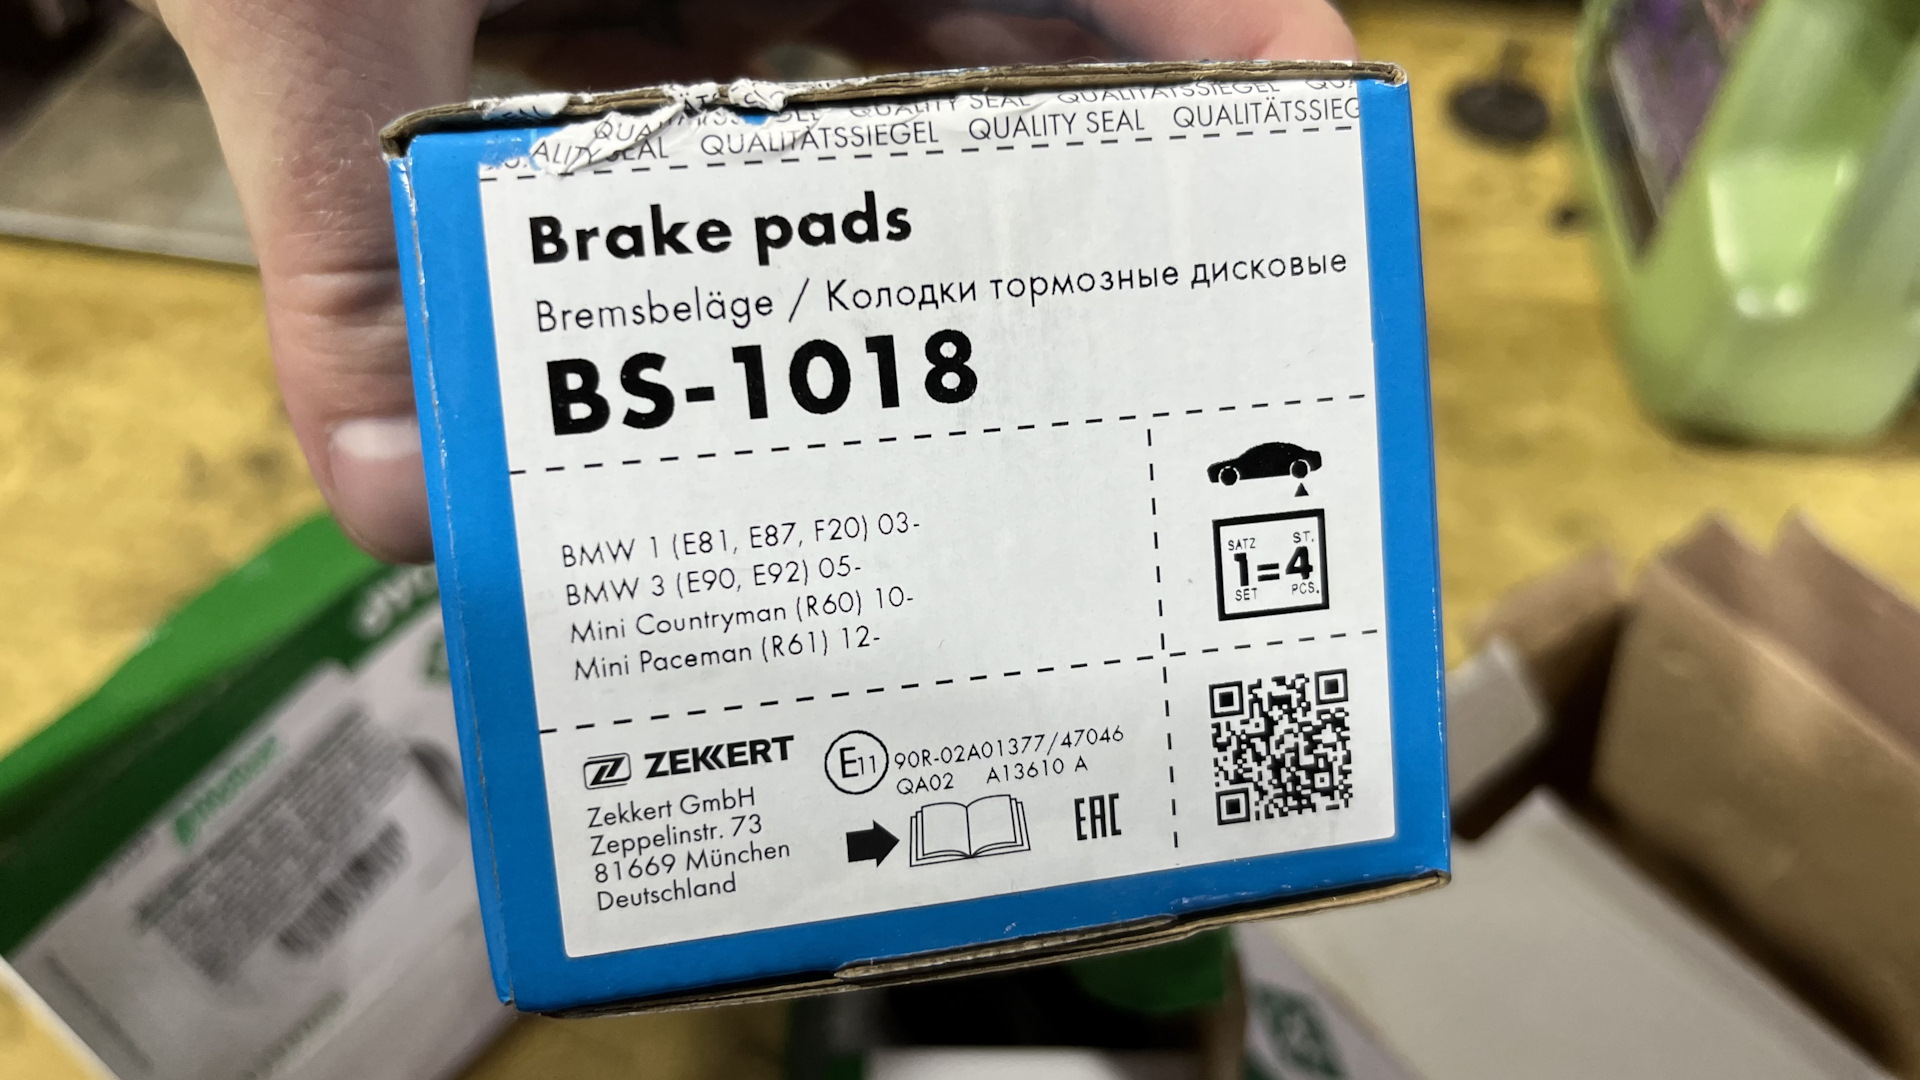 QUALITY SEAL QUALITÄTSSIEGEL
QUALITY SEAL QUALITÄTSSIEGEL QUALITY SEAL QUALITÄTSSIEG
Brake pads
Bremsbeläge / Колодки тормозные дисковые
BS-1018
BMW 1 (E81, E87, F20) 03-
BMW 3 (E90, E92) 05-
Mini Countryman (R60) 10-
Mini Paceman (R61) 12-
SATZ ST.
1=4
SET PCS.
ZEKKERT
Zekkert GmbH
Zeppelinstr. 73
81669 München
Deutschland
E11 90R-02A01377/47046
QA02 A13610 A
EAC